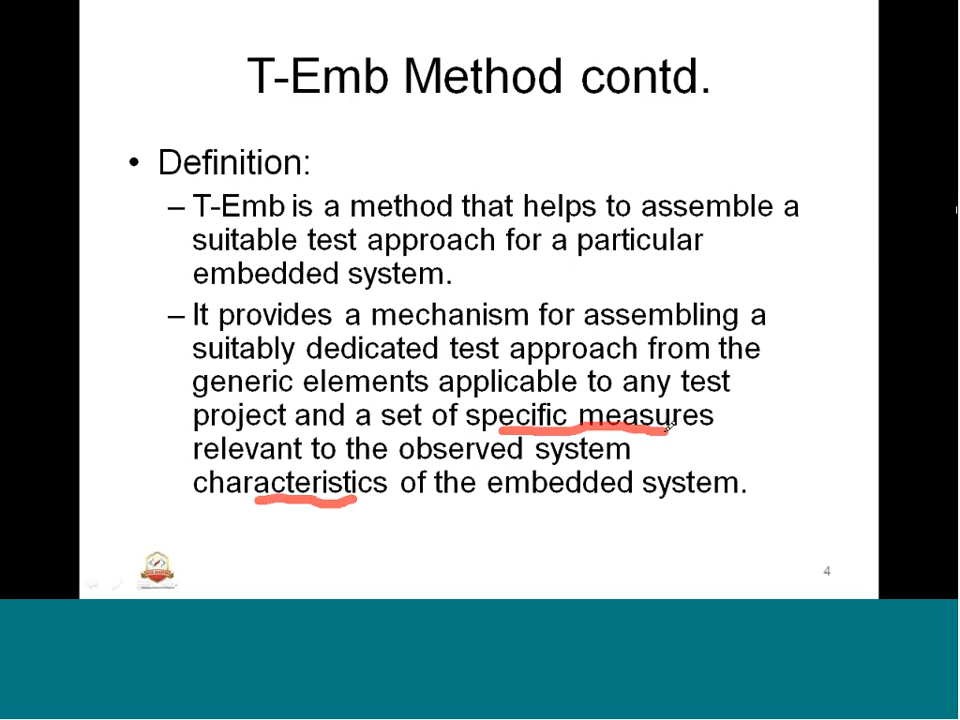 T-Emb Method contd.
• Definition:
– T-Emb is a method that helps to assemble a
suitable test approach for a particular
embedded system.
– It provides a mechanism for assembling a
suitably dedicated test approach from the
generic elements applicable to any test
project and a set of specific measures
relevant to the observed system
characteristics of the embedded system.
4